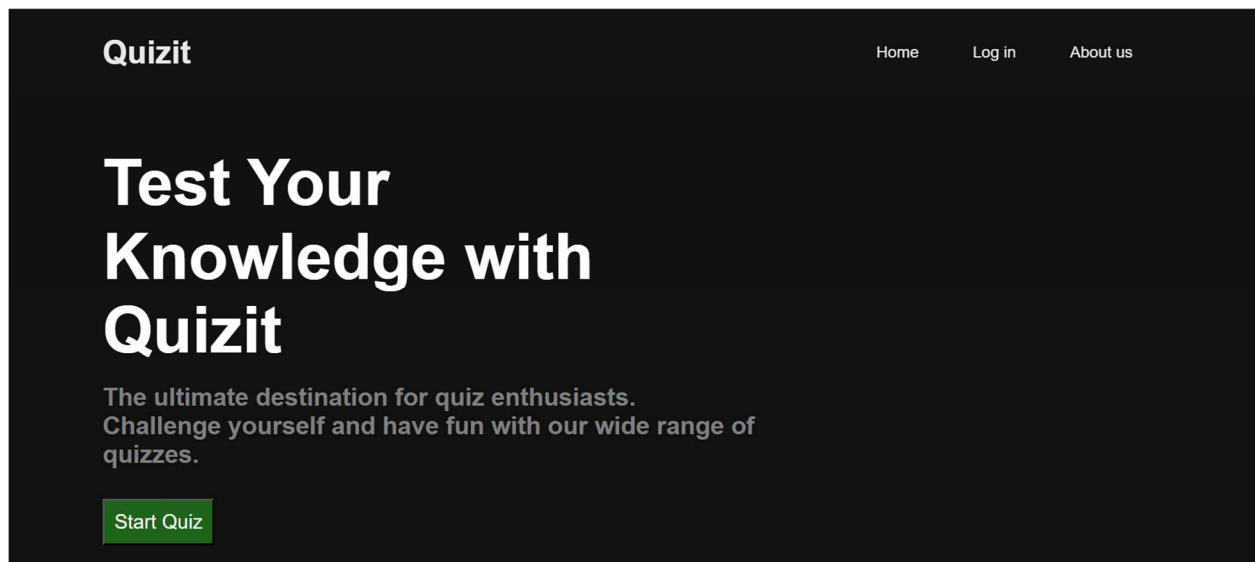 Quizit
Home Log in About us
Test Your
Knowledge with
Quizit
The ultimate destination for quiz enthusiasts.
Challenge yourself and have fun with our wide range of
quizzes.
Start Quiz